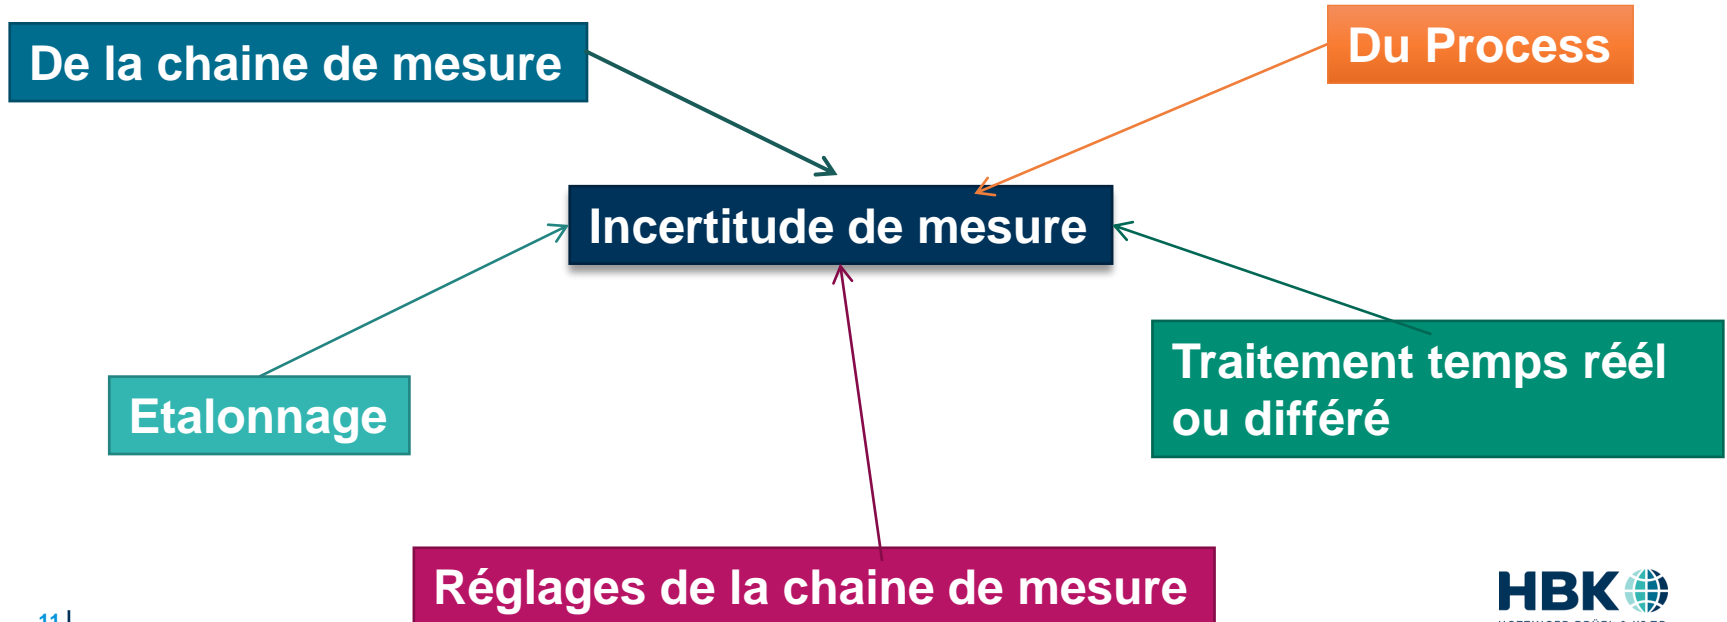 De la chaine de mesure
Du Process
Incertitude de mesure
Traitement temps réél
ou différé
Etalonnage
Réglages de la chaine de mesure
HBK
11 |